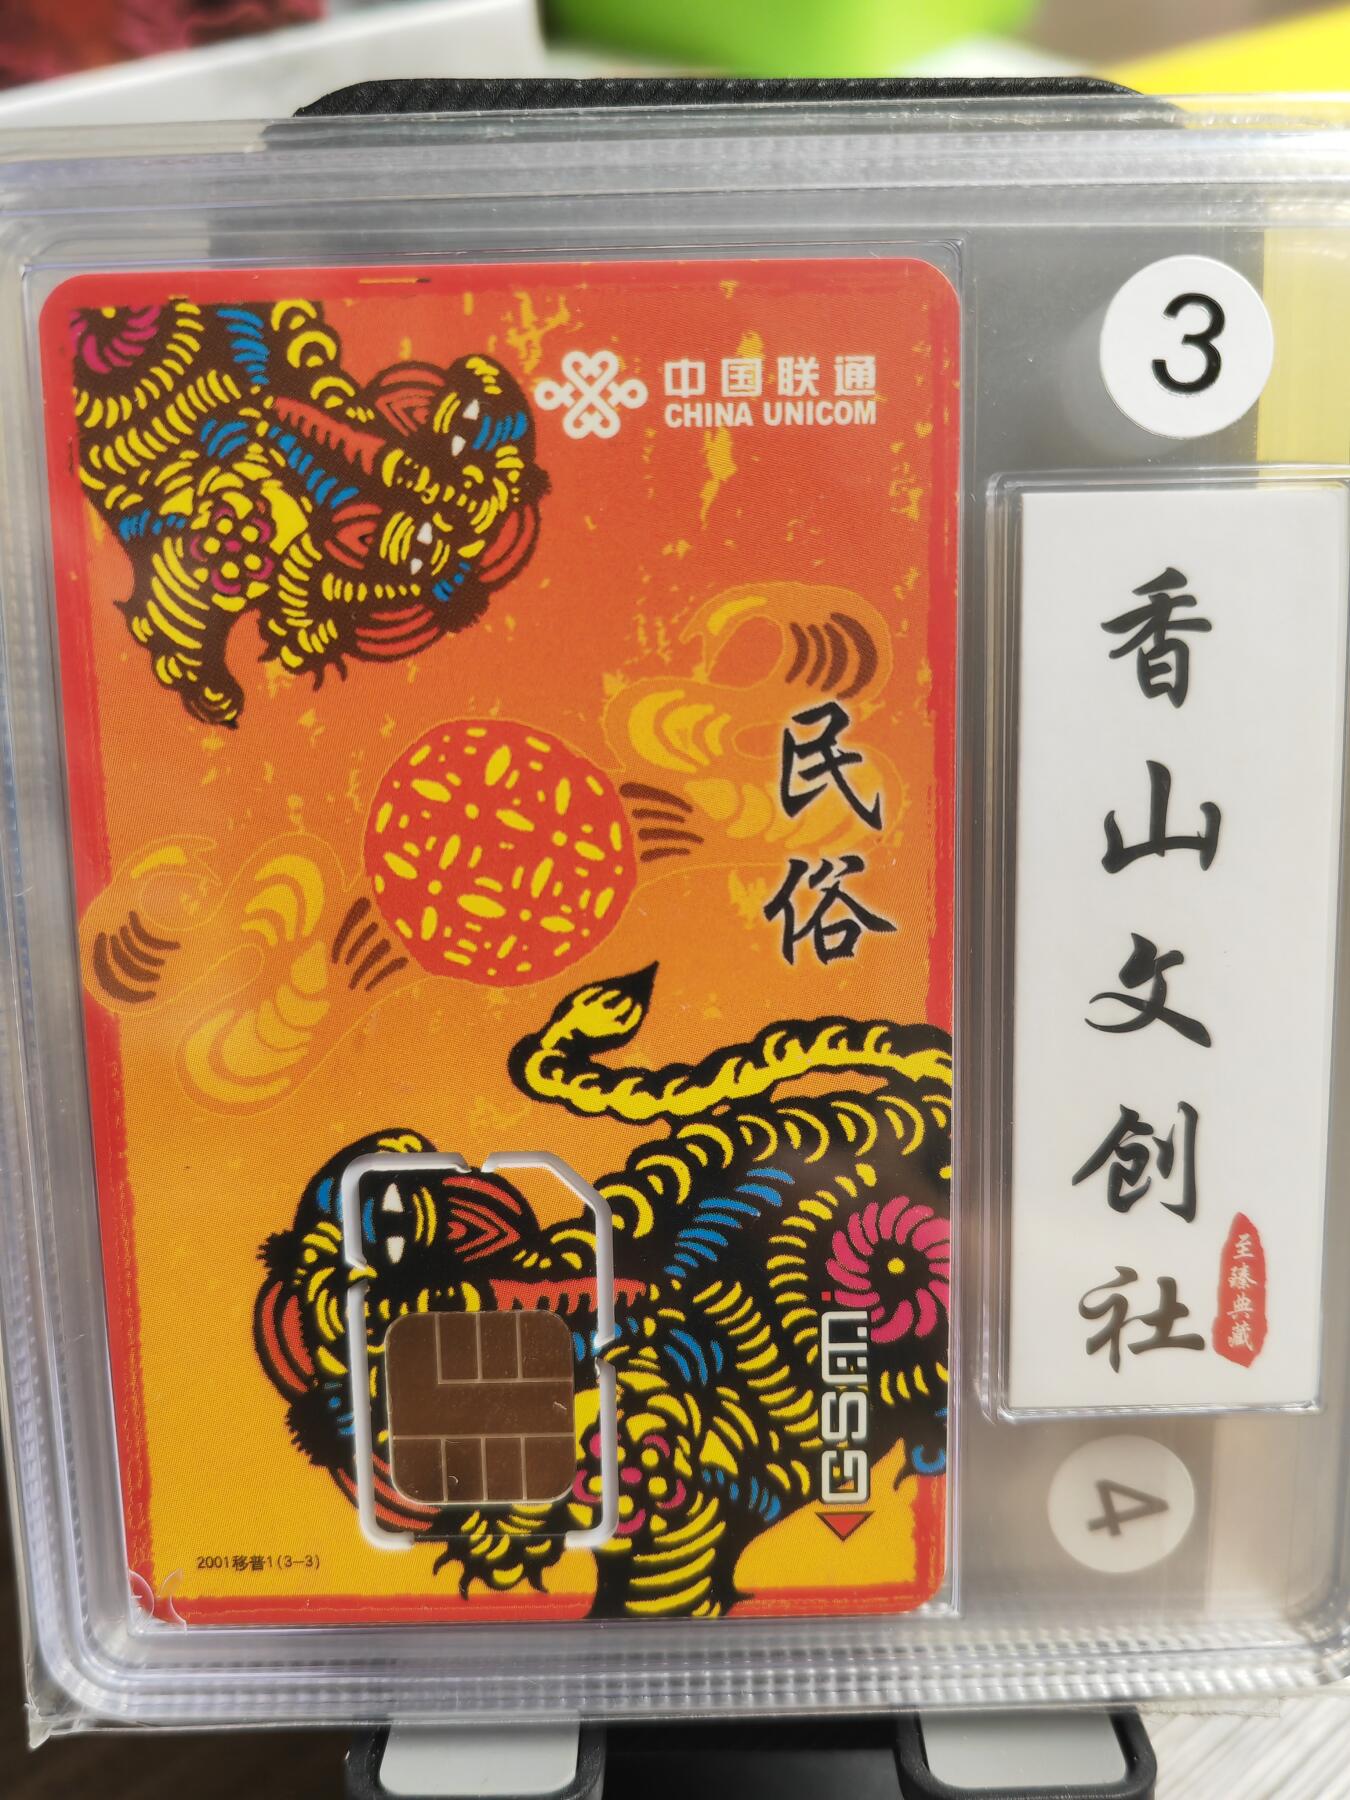 中国联通
CHINA UNICOM
民俗
GSM
2001移普1(3-3)
3
香山文创社
至臻典藏
4